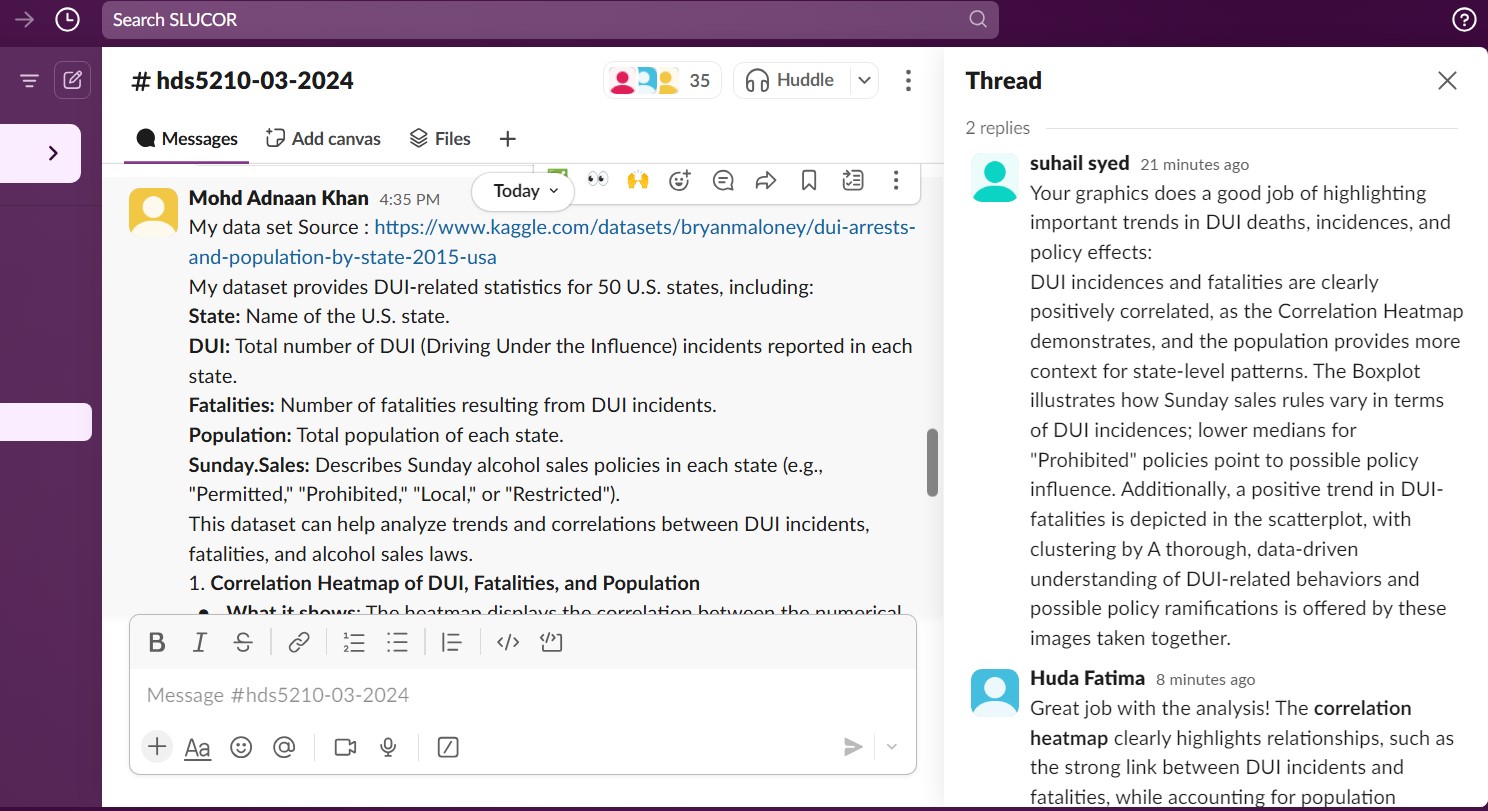 Search SLUCOR
# hds5210-03-2024
35
Huddle
Messages
Add canvas
Files
Today
Mohd Adnaan Khan 4:35 PM
My data set Source : https://www.kaggle.com/datasets/bryanmaloney/dui-arrests-
and-population-by-state-2015-usa
My dataset provides DUI-related statistics for 50 U.S. states, including:
State: Name of the U.S. state.
DUI: Total number of DUI (Driving Under the Influence) incidents reported in each
state.
Fatalities: Number of fatalities resulting from DUI incidents.
Population: Total population of each state.
Sunday.Sales: Describes Sunday alcohol sales policies in each state (e.g.,
"Permitted," "Prohibited," "Local," or "Restricted").
This dataset can help analyze trends and correlations between DUI incidents,
fatalities, and alcohol sales laws.
1. Correlation Heatmap of DUI, Fatalities, and Population
• What it shows: The heatmap displays the correlation between the numerical
Message #hds5210-03-2024
Aa
Thread
2 replies
suhail syed 21 minutes ago
Your graphics does a good job of highlighting
important trends in DUI deaths, incidences, and
policy effects:
DUI incidences and fatalities are clearly
positively correlated, as the Correlation Heatmap
demonstrates, and the population provides more
context for state-level patterns. The Boxplot
illustrates how Sunday sales rules vary in terms
of DUI incidences; lower medians for
"Prohibited" policies point to possible policy
influence. Additionally, a positive trend in DUI-
fatalities is depicted in the scatterplot, with
clustering by A thorough, data-driven
understanding of DUI-related behaviors and
possible policy ramifications is offered by these
images taken together.
Huda Fatima 8 minutes ago
Great job with the analysis! The correlation
heatmap clearly highlights relationships, such as
the strong link between DUI incidents and
fatalities, while accounting for population